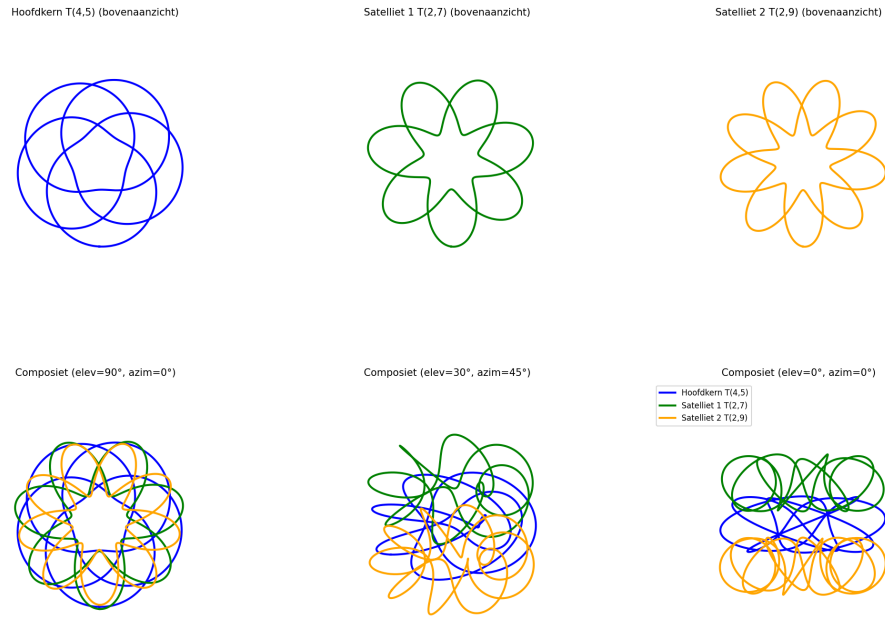 Hoofdkern T(4,5) (bovenaanzicht)
Satelliet 1 T(2,7) (bovenaanzicht)
Satelliet 2 T(2,9) (bovenaanzicht)
Composiet (elev=90°, azim=0°)
Composiet (elev=30°, azim=45°)
Composiet (elev=0°, azim=0°)
Hoofdkern T(4,5)
Satelliet 1 T(2,7)
Satelliet 2 T(2,9)